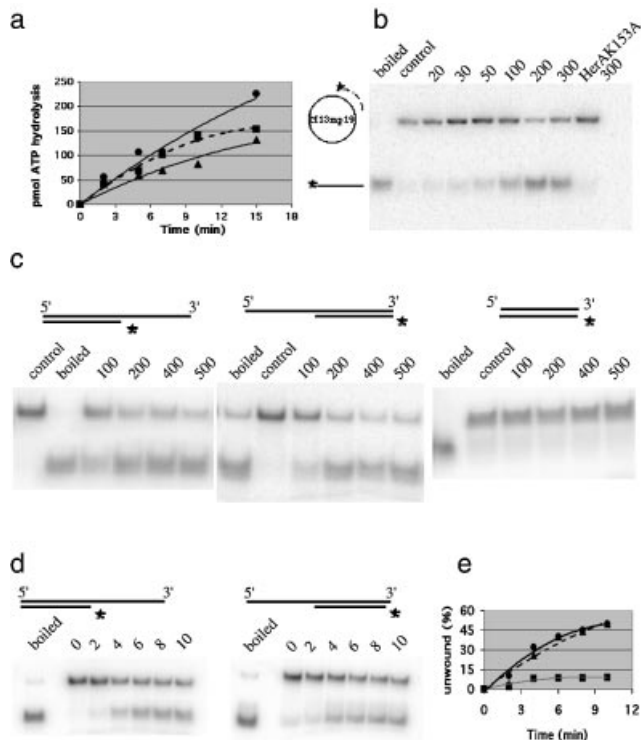 a
250
200
150
100
50
0
pmol ATP hydrolysis
0 3 6 9 12 15 18
Time (min)
b
boiled
control
20
30
50
100
200
300
HerAK153A
300
c
5' 3'
control
boiled
100
200
400
500
5' 3'
boiled
control
100
200
400
500
5' 3'
boiled
control
100
200
400
500
d
5' 3'
boiled
0
2
4
6
8
10
5' 3'
boiled
0
2
4
6
8
10
e
60
45
30
15
0
unwound (%)
0 3 6 9 12
Time (min)